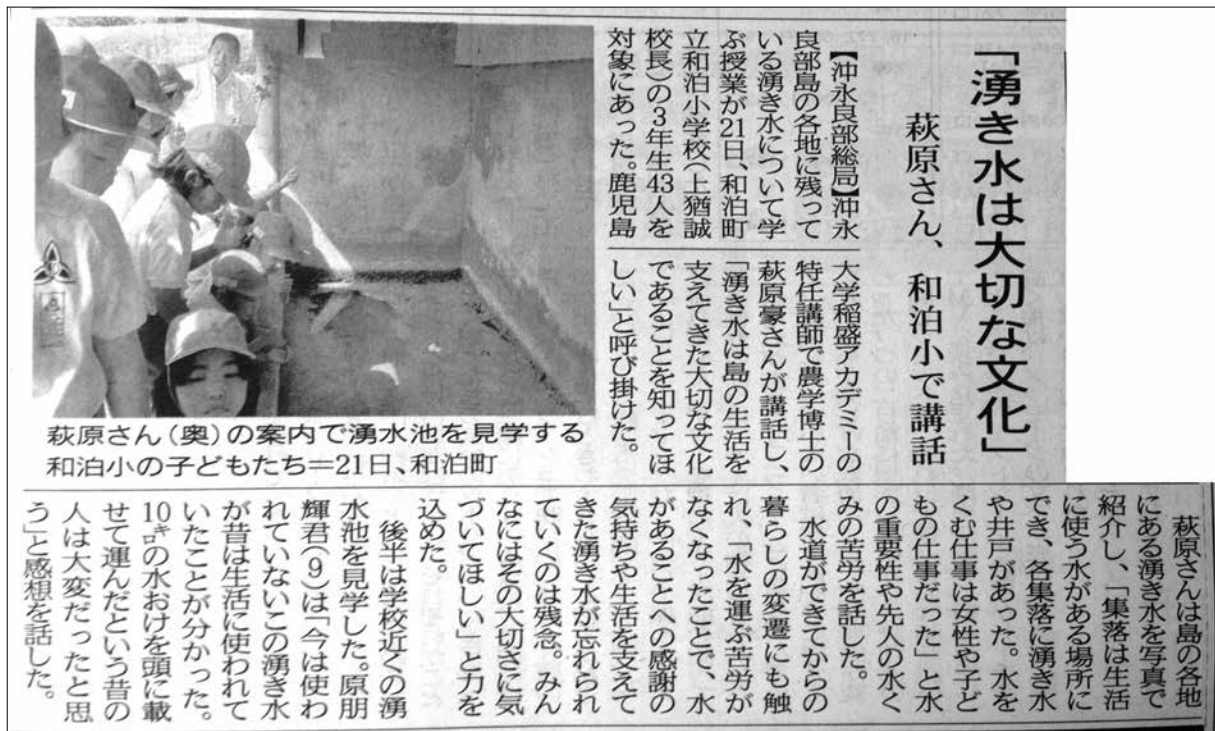 「湧き水は大切な文化」
萩原さん、和泊小で講話
【沖永良部総局】沖永
良部島の各地に残って
いる湧き水について学
ぶ授業が21日、和泊町
立和泊小学校(上猶誠
校長)の3年生43人を
対象にあった。鹿児島
大学稲盛アカデミーの
特任講師で農学博士の
萩原豪さんが講話し、
「湧き水は島の生活を
支えてきた大切な文化
であることを知ってほ
しい」と呼び掛けた。
萩原さん(奥)の案内で湧水池を見学する
和泊小の子どもたち=21日、和泊町
萩原さんは島の各地
にある湧き水を写真で
紹介し、「集落は生活
に使う水がある場所に
でき、各集落に湧き水
や井戸があった。水を
くむ仕事は女性や子ど
もの仕事だった」と水
の重要性や先人の水く
みの苦労を話した。
水道ができてからの
暮らしの変遷にも触
れ、「水を運ぶ苦労が
なくなったことで、水
があることへの感謝の
気持ちや生活を支えて
きた湧き水が忘れられ
ていくのは残念。みん
なにはその大切さに気
づいてほしい」と力を
込めた。
後半は学校近くの湧
水池を見学した。原朋
輝君(9)は「今は使わ
れていないこの湧き水
が昔は生活に使われて
いたことが分かった。
10㌔の水おけを頭に載
せて運んだという昔の
人は大変だったと思
う」と感想を話した。